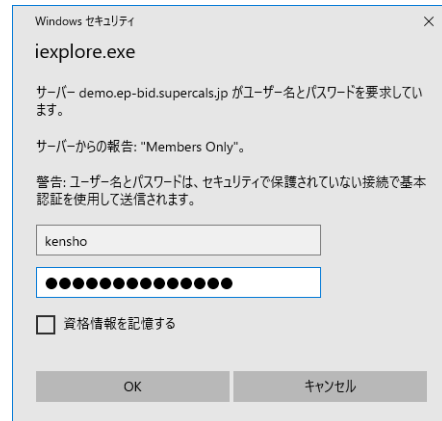 Windows セキュリティ
iexplore.exe
サーバー demo.ep-bid.supercals.jp がユーザー名とパスワードを要求してい
ます。
サーバーからの報告: "Members Only"。
警告: ユーザー名とパスワードは、セキュリティで保護されていない接続で基本
認証を使用して送信されます。
kensho
●●●●●●●●●●●●●●
資格情報を記憶する
OK
キャンセル